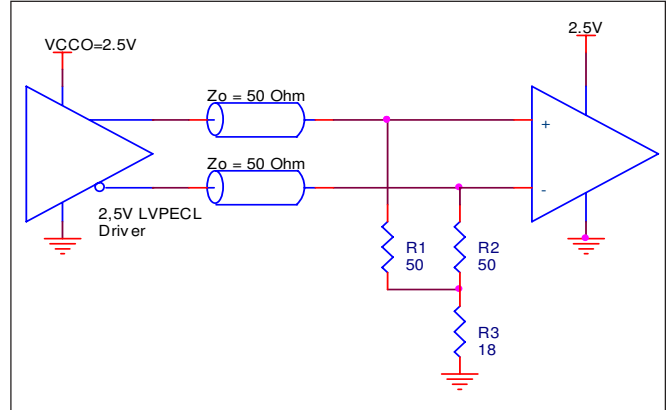 VCCO=2.5V
2.5V
Zo = 50 Ohm
+
Zo = 50 Ohm
-
2,5V LVPECL
Driver
R1
50
R2
50
R3
18